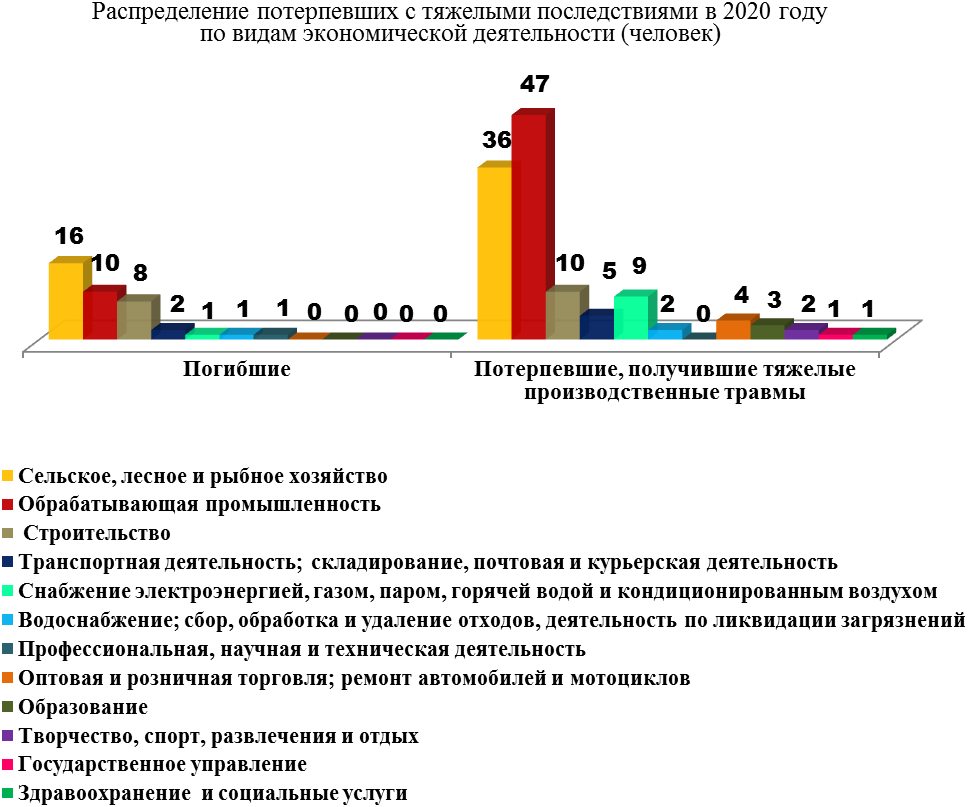 Распределение потерпевших с тяжелыми последствиями в 2020 году
по видам экономической деятельности (человек)
47
36
16
10
8
2
1
1
1
0
0
0
0
0
10
5
9
2
0
4
3
2
1
1
Погибшие
Потерпевшие, получившие тяжелые
производственные травмы
Сельское, лесное и рыбное хозяйство
Обрабатывающая промышленность
Строительство
Транспортная деятельность; складирование, почтовая и курьерская деятельность
Снабжение электроэнергией, газом, паром, горячей водой и кондиционированным воздухом
Водоснабжение; сбор, обработка и удаление отходов, деятельность по ликвидации загрязнений
Профессиональная, научная и техническая деятельность
Оптовая и розничная торговля; ремонт автомобилей и мотоциклов
Образование
Творчество, спорт, развлечения и отдых
Государственное управление
Здравоохранение и социальные услуги